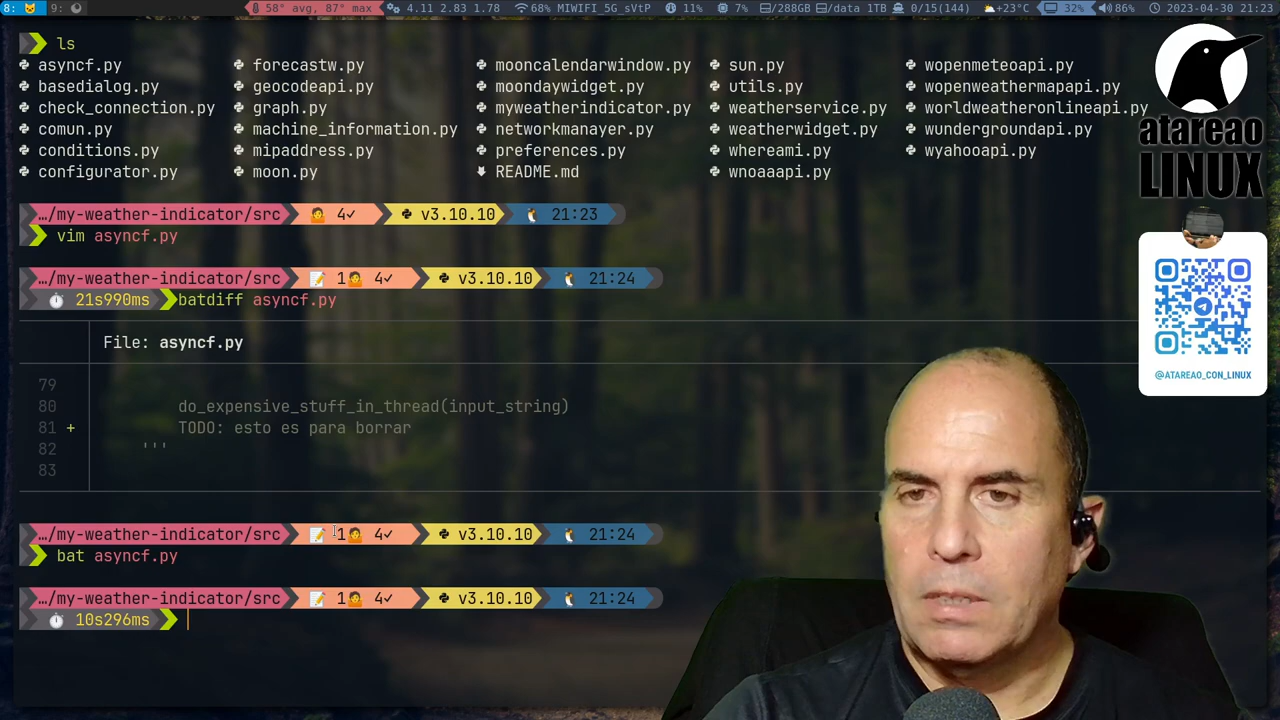 8: 9: 58° avg, 87° max 4.11 2.83 1.78 68% MIWIFI 5G sVtP 11% 7% /288GB /data 1TB 0/15(144) +23°C 32% 86% 2023-04-30 21:23
ls
asyncf.py forecastw.py mooncalendarwindow.py sun.py wopenmeteoapi.py
basedialog.py geocodeapi.py moondaywidget.py utils.py wopenweathermapapi.py
check_connection.py graph.py myweatherindicator.py weatherservice.py worldweatheronlineapi.py
comun.py machine_information.py networkmanayer.py weatherwidget.py wundergroundapi.py
conditions.py mipaddress.py preferences.py whereami.py wyahooapi.py
configurator.py moon.py README.md wnoaaapi.py
…/my-weather-indicator/src 4✓ v3.10.10 21:23
vim asyncf.py
…/my-weather-indicator/src 1 4✓ v3.10.10 21:24
21s990ms batdiff asyncf.py
File: asyncf.py
79
80 do_expensive_stuff_in_thread(input_string)
81 + TODO: esto es para borrar
82 '''
83
…/my-weather-indicator/src 1 4✓ v3.10.10 21:24
bat asyncf.py
…/my-weather-indicator/src 1 4✓ v3.10.10 21:24
10s296ms
atareao
LINUX
@ATAREAO_CON_LINUX